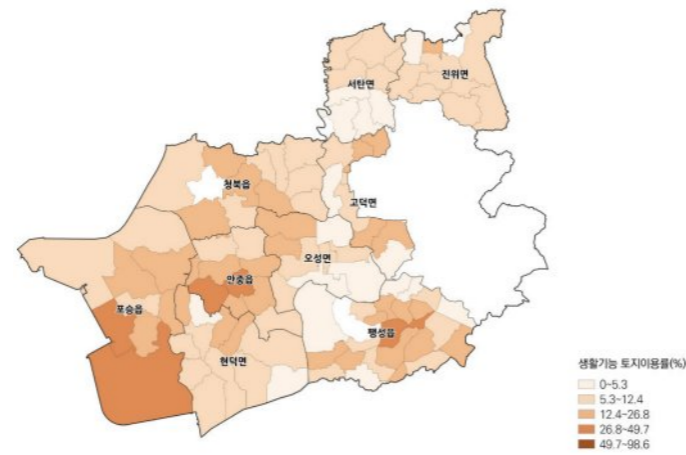 서탄면
진위면
청북읍
고덕면
오성면
안중읍
포승읍
팽성읍
현덕면
생활기능 토지이용률(%)
0~5.3
5.3~12.4
12.4~26.8
26.8~49.7
49.7~98.6